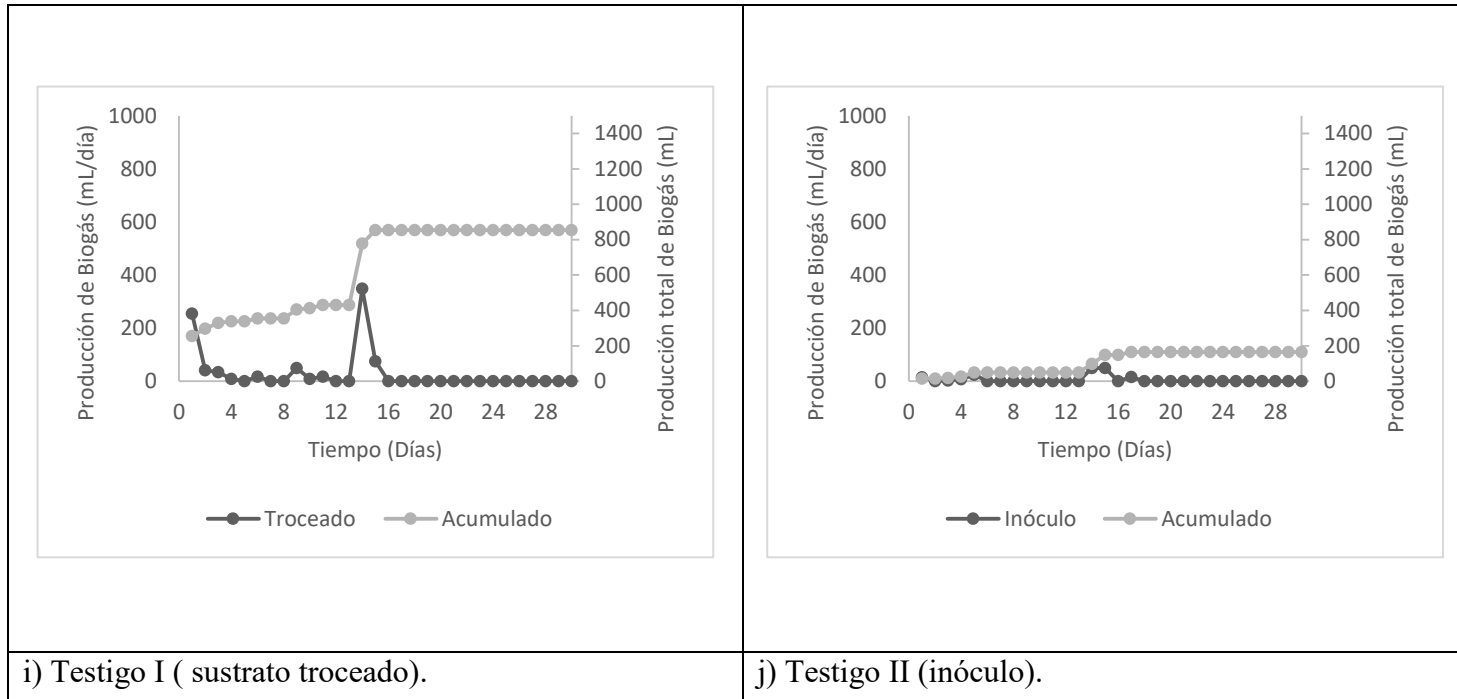 Producción de Biogás (mL/día)
1000
800
600
400
200
0
0 4 8 12 16 20 24 28
Tiempo (Días)
1400
1200
1000
800
600
400
200
0
Producción total de Biogás (mL)
Troceado Acumulado
i) Testigo I ( sustrato troceado).
Producción de Biogás (mL/día)
1000
800
600
400
200
0
0 4 8 12 16 20 24 28
Tiempo (Días)
1400
1200
1000
800
600
400
200
0
Producción total de Biogás (mL)
Inóculo Acumulado
j) Testigo II (inóculo).